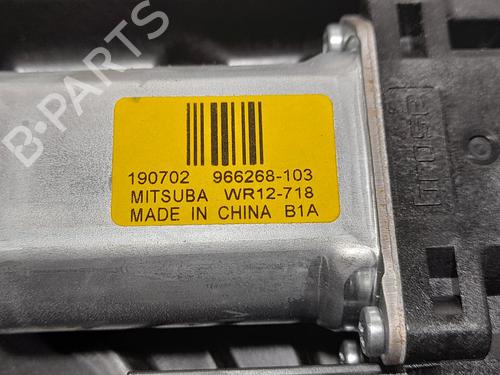 190702 966268-103
MITSUBA WR12-718
MADE IN CHINA B1A
B-PARTS